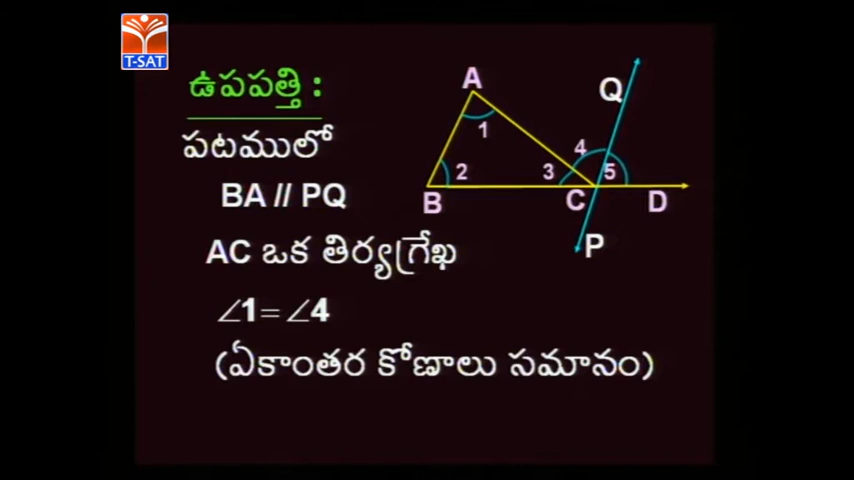 T-SAT
ఉపపత్తి :
పటములో
BA // PQ
AC ఒక తిర్యగ్రేఖ
∠1=∠4
(ఏకాంతర కోణాలు సమానం)
A
Q
1
4
2
3
5
B
C
D
P